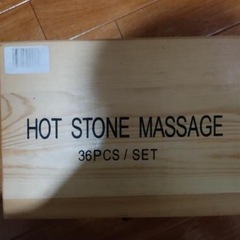 HOT STONE MASSAGE
36PCS / SET